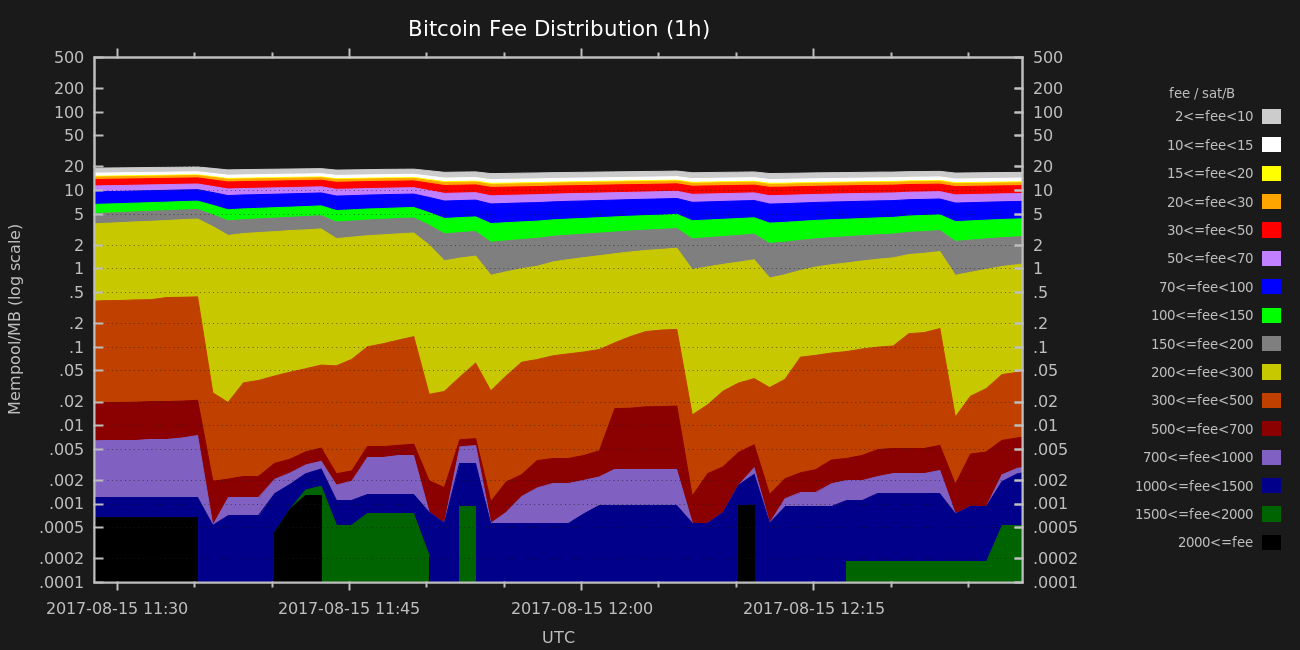 Bitcoin Fee Distribution (1h)
500 500
200 200
100 100
50 50
20 20
10 10
5 5
2 2
1 1
.5 .5
.2 .2
.1 .1
.05 .05
.02 .02
.01 .01
.005 .005
.002 .002
.001 .001
.0005 .0005
.0002 .0002
.0001 .0001
Mempool/MB (log scale)
2017-08-15 11:30 2017-08-15 11:45 2017-08-15 12:00 2017-08-15 12:15
UTC
fee / sat/B
2<=fee<10
10<=fee<15
15<=fee<20
20<=fee<30
30<=fee<50
50<=fee<70
70<=fee<100
100<=fee<150
150<=fee<200
200<=fee<300
300<=fee<500
500<=fee<700
700<=fee<1000
1000<=fee<1500
1500<=fee<2000
2000<=fee